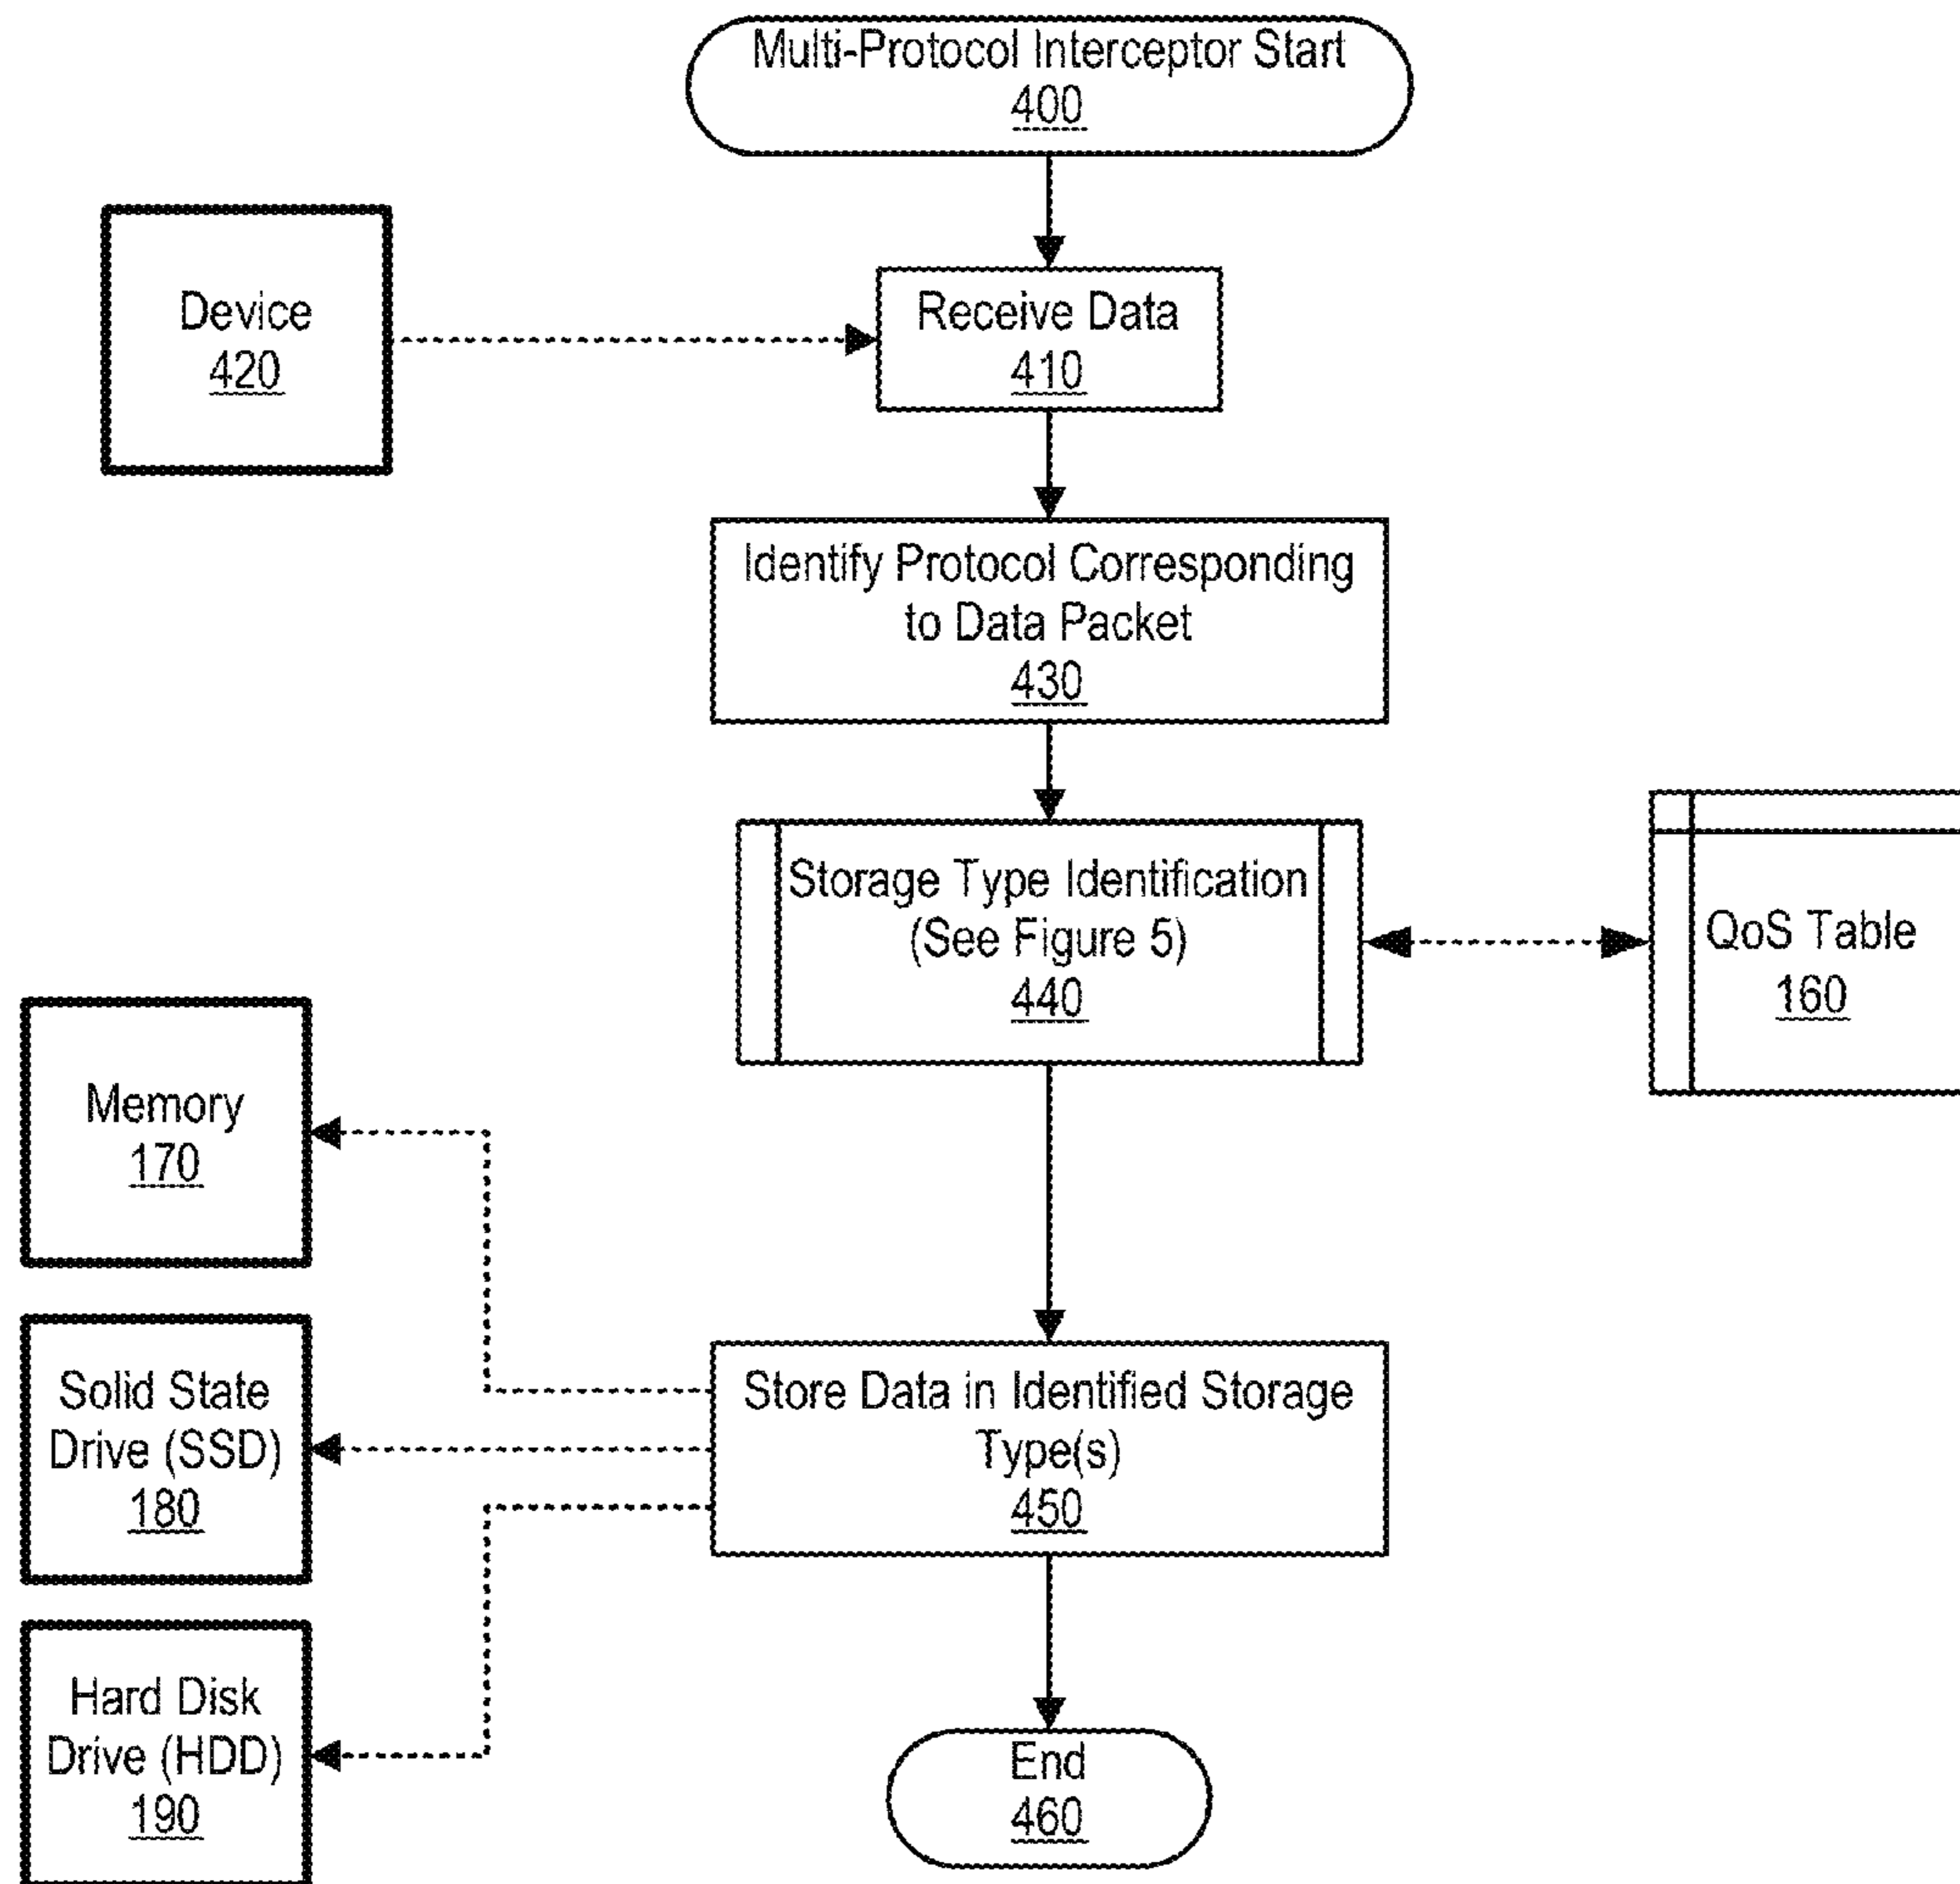 Multi-Protocol Interceptor Start
400
Device
420
Receive Data
410
Identify Protocol Corresponding
to Data Packet
430
Storage Type Identification
(See Figure 5)
440
QoS Table
160
Memory
170
Solid State
Drive (SSD)
180
Store Data in Identified Storage
Type(s)
450
Hard Disk
Drive (HDD)
190
End
460